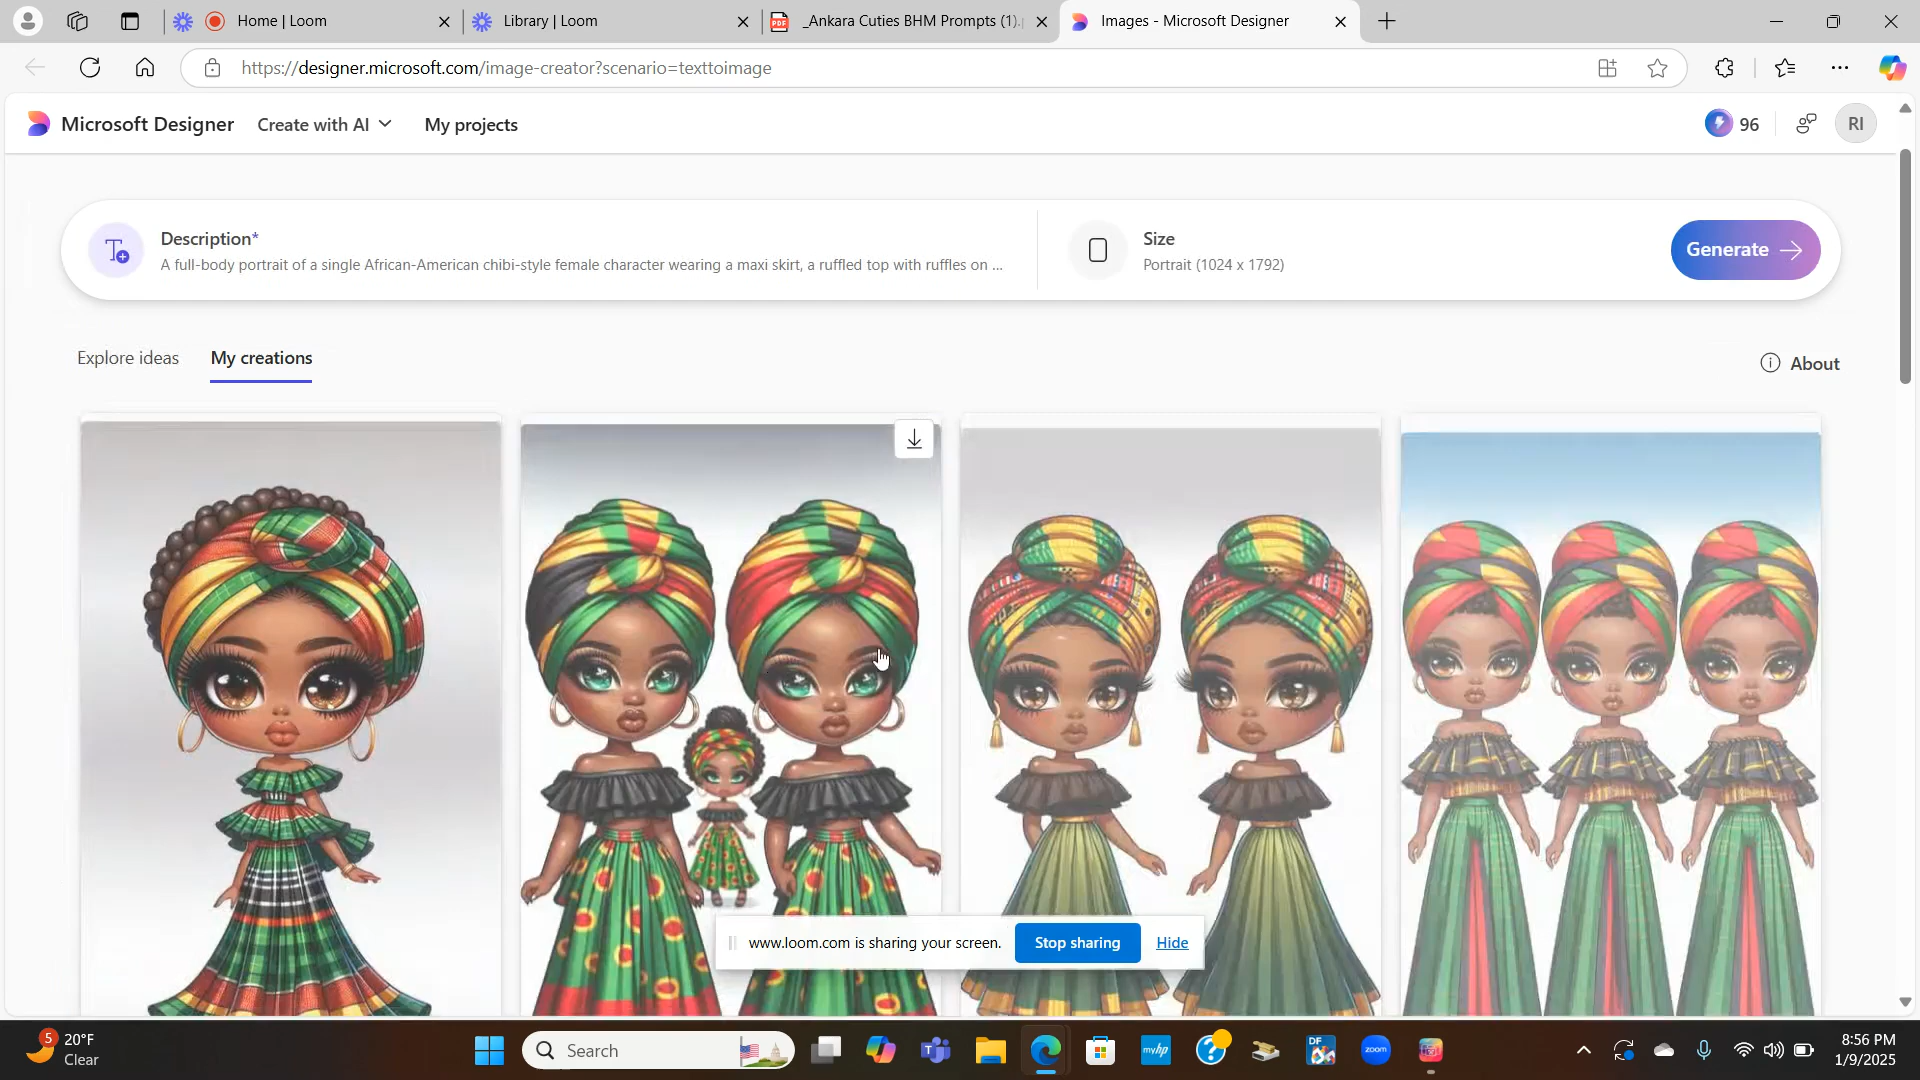 Home | Loom
Library | Loom
_Ankara Cuties BHM Prompts (1).
Images - Microsoft Designer
https://designer.microsoft.com/image-creator?scenario=texttoimage
Microsoft Designer
Create with AI
My projects
96
RI
Description*
A full-body portrait of a single African-American chibi-style female character wearing a maxi skirt, a ruffled top with ruffles on ...
Size
Portrait (1024 x 1792)
Generate
Explore ideas
My creations
About
www.loom.com is sharing your screen.
Stop sharing
Hide
5
20°F
Clear
Search
myhp
DF
zoom
8:56 PM
1/9/2025